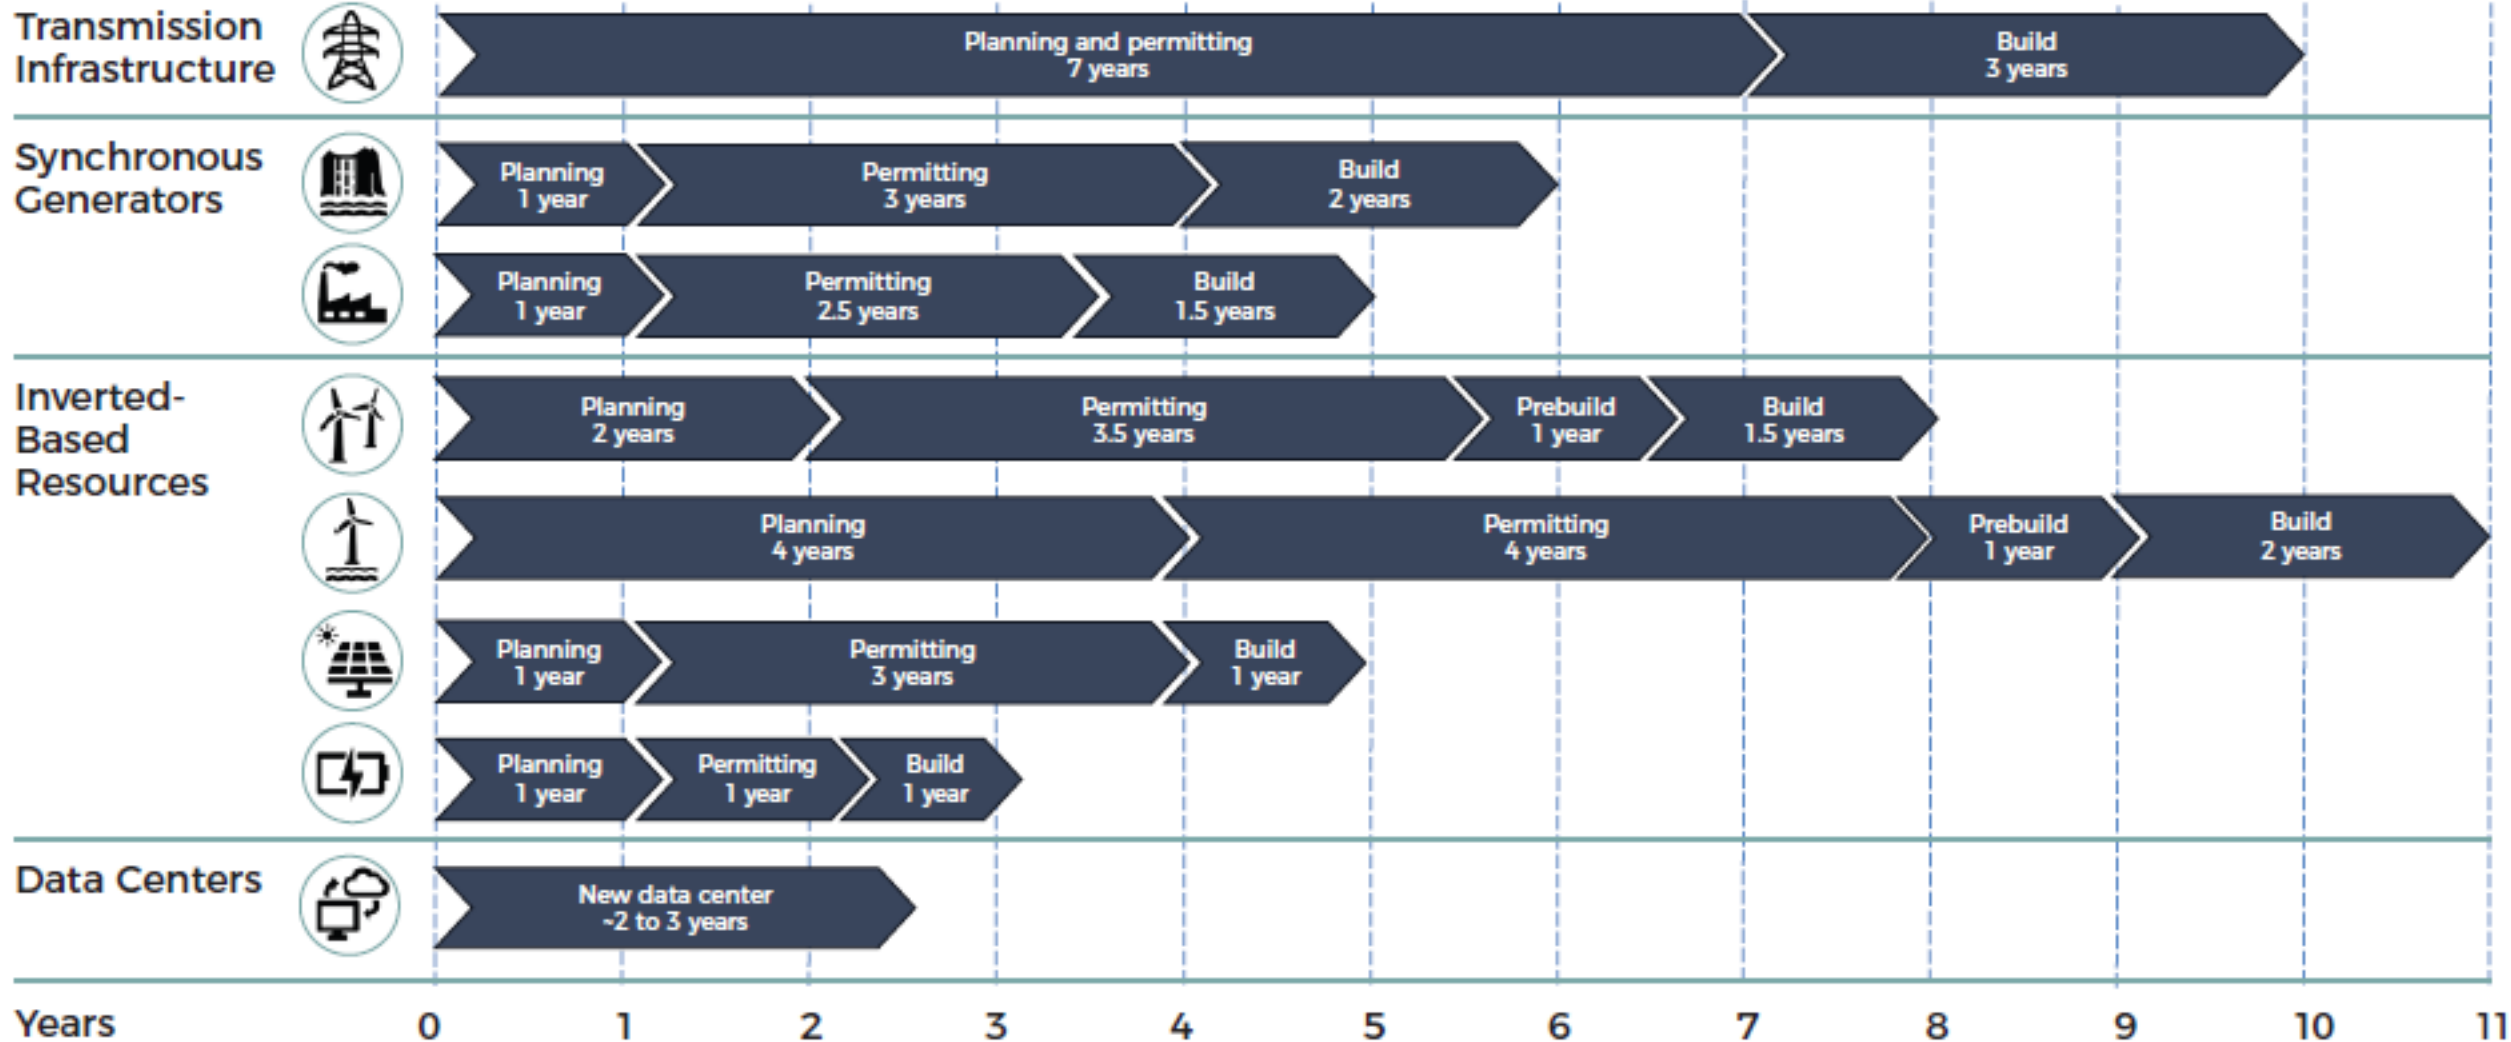 Transmission
Infrastructure
Planning and permitting
7 years
Build
3 years
Synchronous
Generators
Planning
1 year
Permitting
3 years
Build
2 years
Planning
1 year
Permitting
2.5 years
Build
1.5 years
Inverted-
Based
Resources
Planning
2 years
Permitting
3.5 years
Prebuild
1 year
Build
1.5 years
Planning
4 years
Permitting
4 years
Prebuild
1 year
Build
2 years
Planning
1 year
Permitting
3 years
Build
1 year
Planning
1 year
Permitting
1 year
Build
1 year
Data Centers
New data center
~2 to 3 years
Years 0 1 2 3 4 5 6 7 8 9 10 11